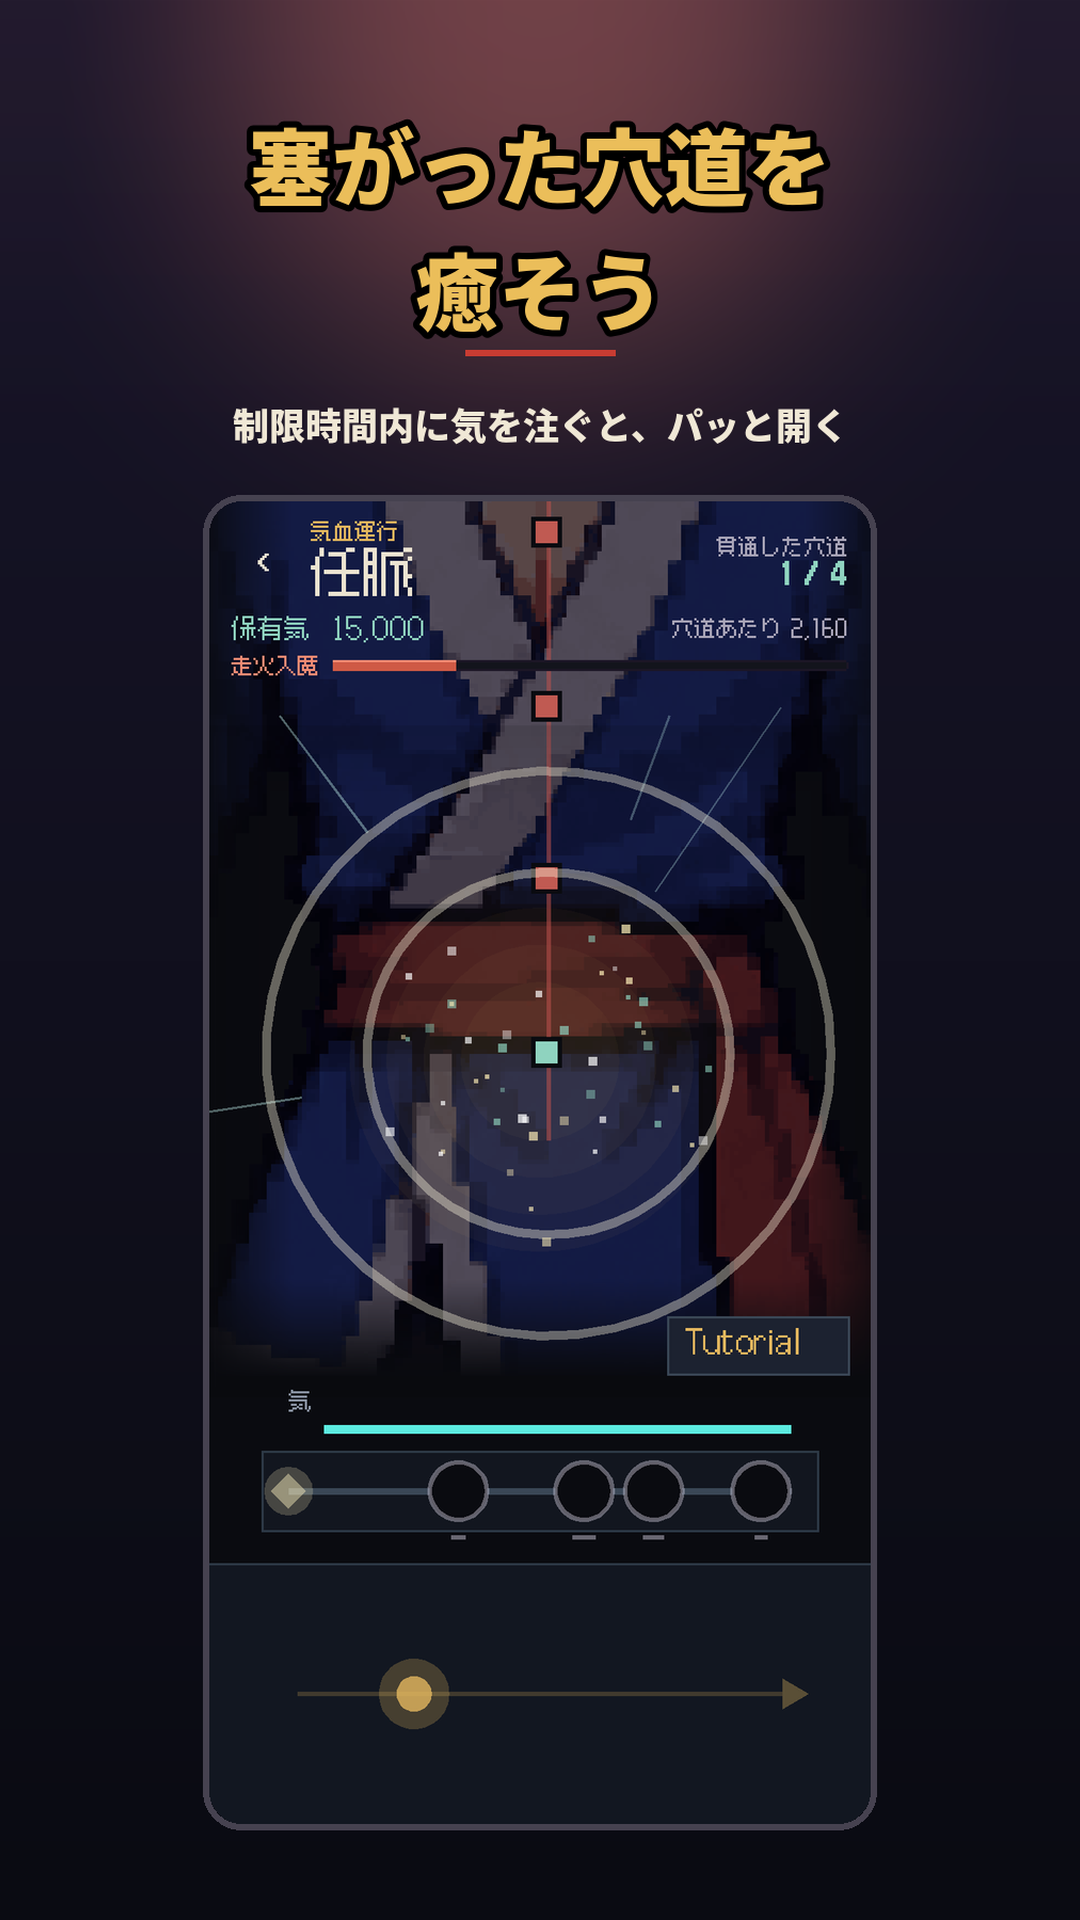 塞がった穴道を
癒そう
制限時間内に気を注ぐと、パッと開く
気血運行
任脈
貫通した穴道
1 / 4
保有気 15,000
穴道あたり 2,160
走火入魔
Tutorial
気